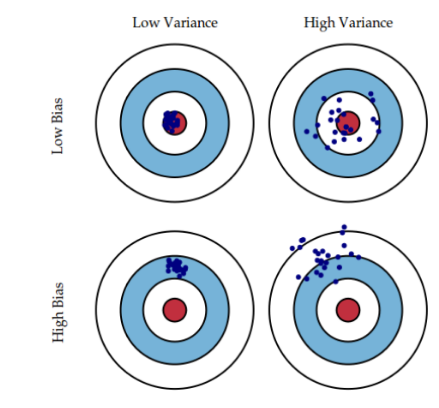 Low Variance
High Variance
Low Bias
High Bias